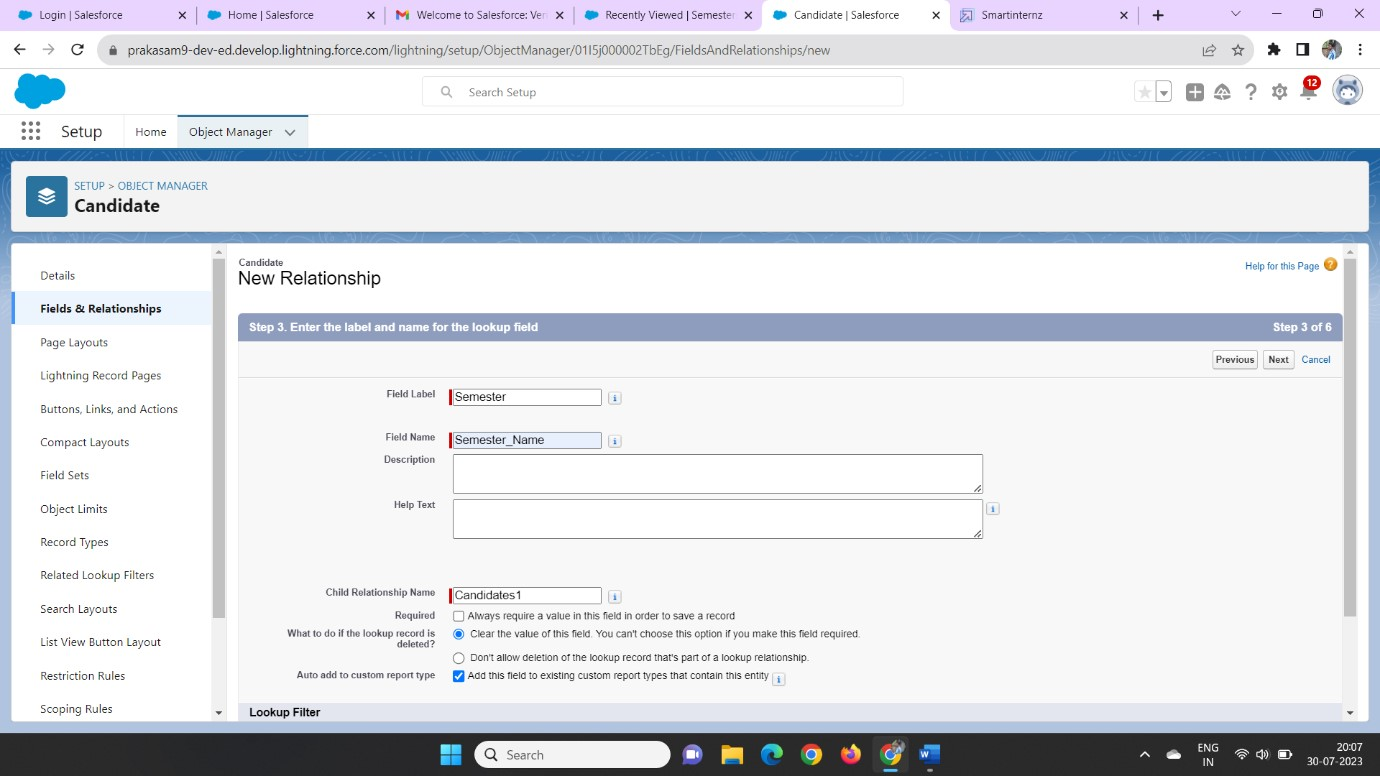 Login | Salesforce
Home | Salesforce
Welcome to Salesforce: Ver
Recently Viewed | Semester
Candidate | Salesforce
Smartinternz
prakasam9-dev-ed.develop.lightning.force.com/lightning/setup/ObjectManager/01I5j000002TbEg/FieldsAndRelationships/new
Search Setup
12
Setup
Home
Object Manager
SETUP > OBJECT MANAGER
Candidate
Details
Fields & Relationships
Page Layouts
Lightning Record Pages
Buttons, Links, and Actions
Compact Layouts
Field Sets
Object Limits
Record Types
Related Lookup Filters
Search Layouts
List View Button Layout
Restriction Rules
Scoping Rules
Candidate
New Relationship
Help for this Page
Step 3. Enter the label and name for the lookup field
Step 3 of 6
Previous
Next
Cancel
Field Label
Semester
Field Name
Semester_Name
Description
Help Text
Child Relationship Name
Candidates1
Required
Always require a value in this field in order to save a record
What to do if the lookup record is
deleted?
Clear the value of this field. You can't choose this option if you make this field required.
Don't allow deletion of the lookup record that's part of a lookup relationship.
Auto add to custom report type
Add this field to existing custom report types that contain this entity
Lookup Filter
Search
ENG
IN
20:07
30-07-2023